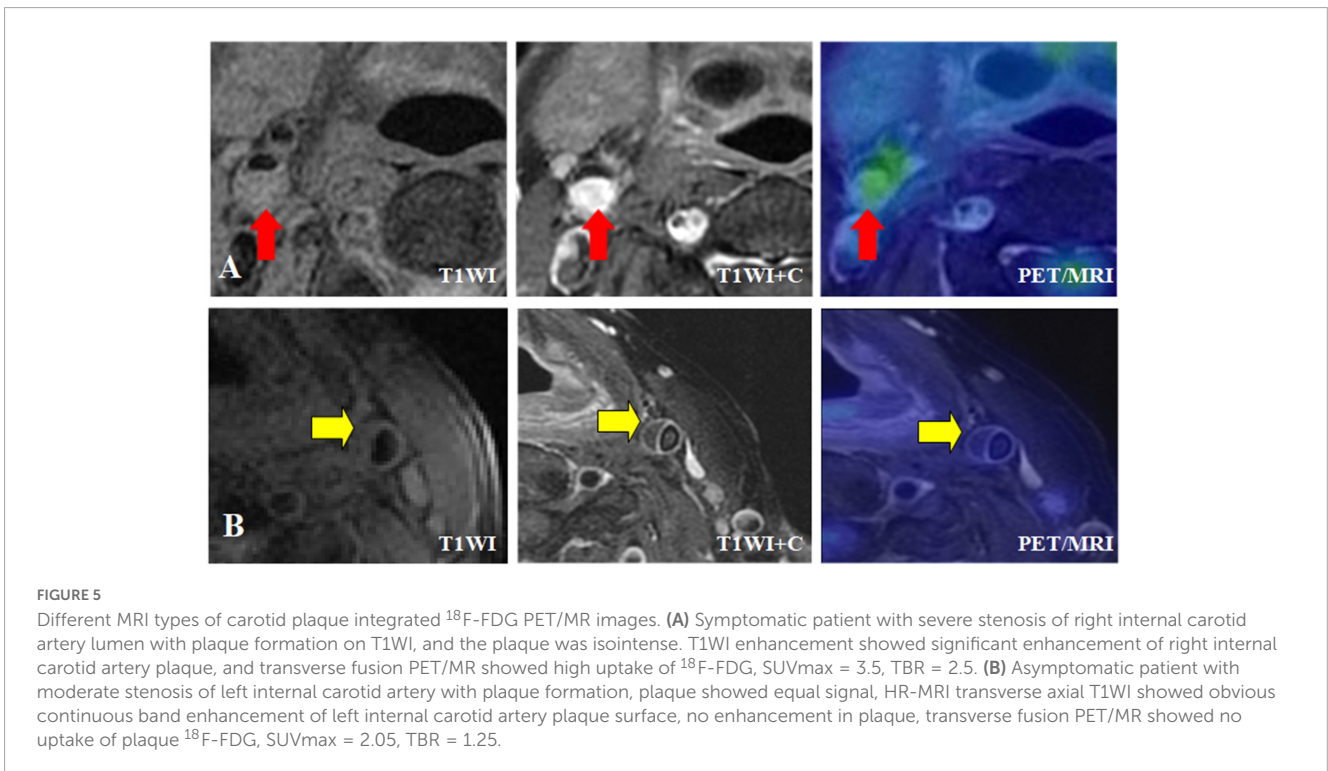 A
T1WI
T1WI+C
PET/MRI
B
T1WI
T1WI+C
PET/MRI
FIGURE 5
Different MRI types of carotid plaque integrated ¹⁸F-FDG PET/MR images. (A) Symptomatic patient with severe stenosis of right internal carotid
artery lumen with plaque formation on T1WI, and the plaque was isointense. T1WI enhancement showed significant enhancement of right internal
carotid artery plaque, and transverse fusion PET/MR showed high uptake of ¹⁸F-FDG, SUVmax = 3.5, TBR = 2.5. (B) Asymptomatic patient with
moderate stenosis of left internal carotid artery with plaque formation, plaque showed equal signal, HR-MRI transverse axial T1WI showed obvious
continuous band enhancement of left internal carotid artery plaque surface, no enhancement in plaque, transverse fusion PET/MR showed no
uptake of plaque ¹⁸F-FDG, SUVmax = 2.05, TBR = 1.25.